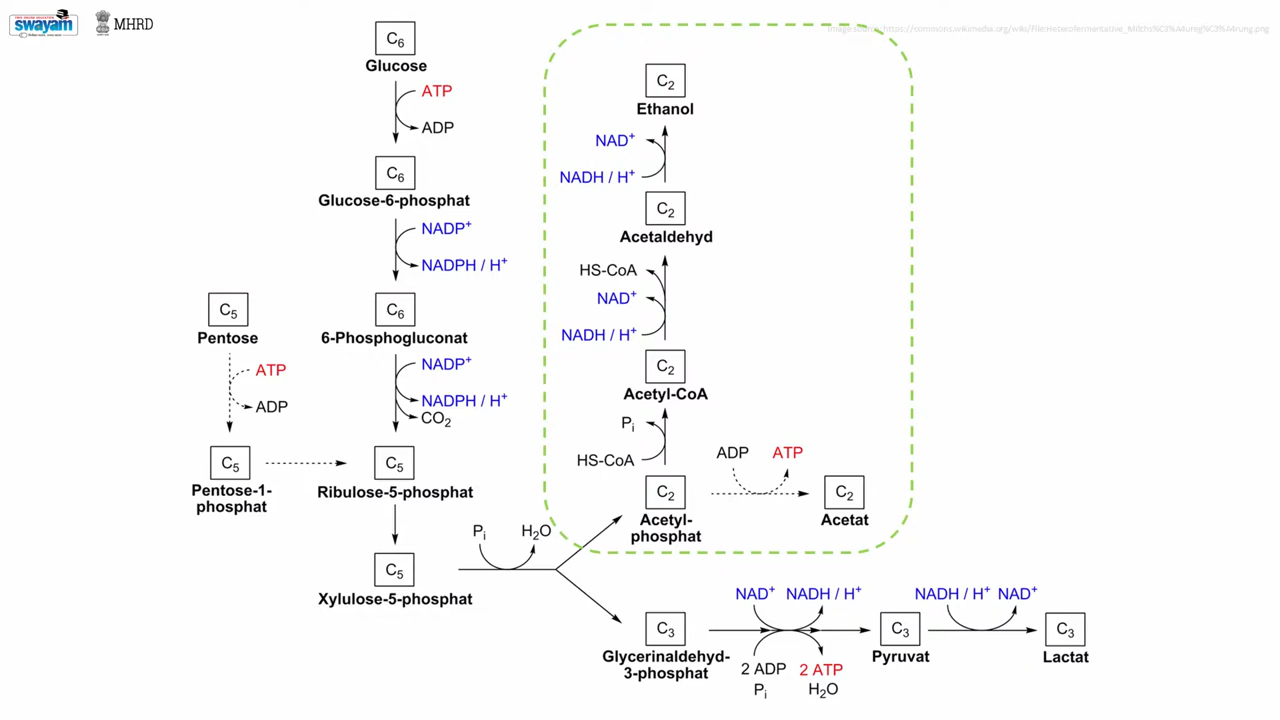 swayam
MHRD
Image source: https://commons.wikimedia.org/wiki/File:Heterofermentative_Milchs%C3%A4ureg%C3%A4rung.png
C6
Glucose
ATP
ADP
C6
Glucose-6-phosphat
NADP+
NADPH / H+
C6
6-Phosphogluconat
NADP+
NADPH / H+
CO2
C5
Pentose
ATP
ADP
C5
Pentose-1-
phosphat
C5
Ribulose-5-phosphat
C5
Xylulose-5-phosphat
Pi
H2O
C2
Ethanol
NAD+
NADH / H+
C2
Acetaldehyd
HS-CoA
NAD+
NADH / H+
C2
Acetyl-CoA
Pi
HS-CoA
C2
Acetyl-
phosphat
ADP
ATP
C2
Acetat
C3
Glycerinaldehyd-
3-phosphat
NAD+
NADH / H+
2 ADP
2 ATP
Pi
H2O
C3
Pyruvat
NADH / H+
NAD+
C3
Lactat